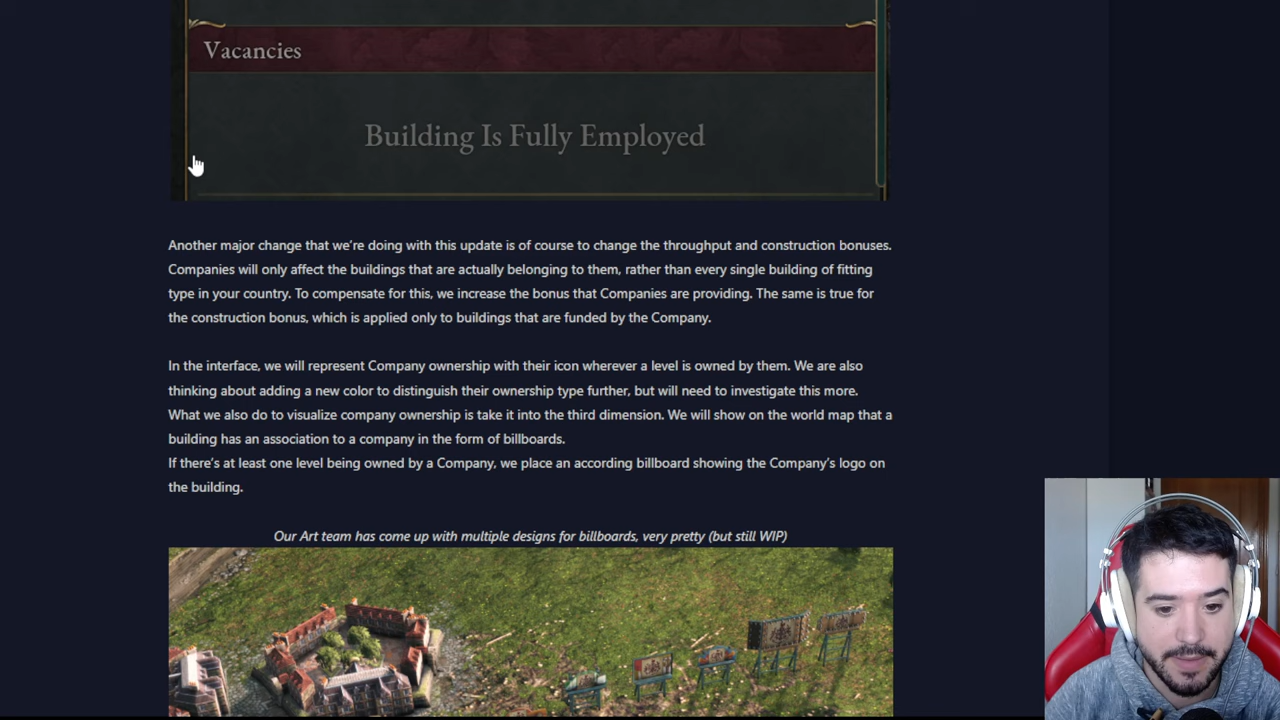 Vacancies
Building Is Fully Employed
Another major change that we're doing with this update is of course to change the throughput and construction bonuses.
Companies will only affect the buildings that are actually belonging to them, rather than every single building of fitting
type in your country. To compensate for this, we increase the bonus that Companies are providing. The same is true for
the construction bonus, which is applied only to buildings that are funded by the Company.
In the interface, we will represent Company ownership with their icon wherever a level is owned by them. We are also
thinking about adding a new color to distinguish their ownership type further, but will need to investigate this more.
What we also do to visualize company ownership is take it into the third dimension. We will show on the world map that a
building has an association to a company in the form of billboards.
If there's at least one level being owned by a Company, we place an according billboard showing the Company's logo on
the building.
Our Art team has come up with multiple designs for billboards, very pretty (but still WIP)